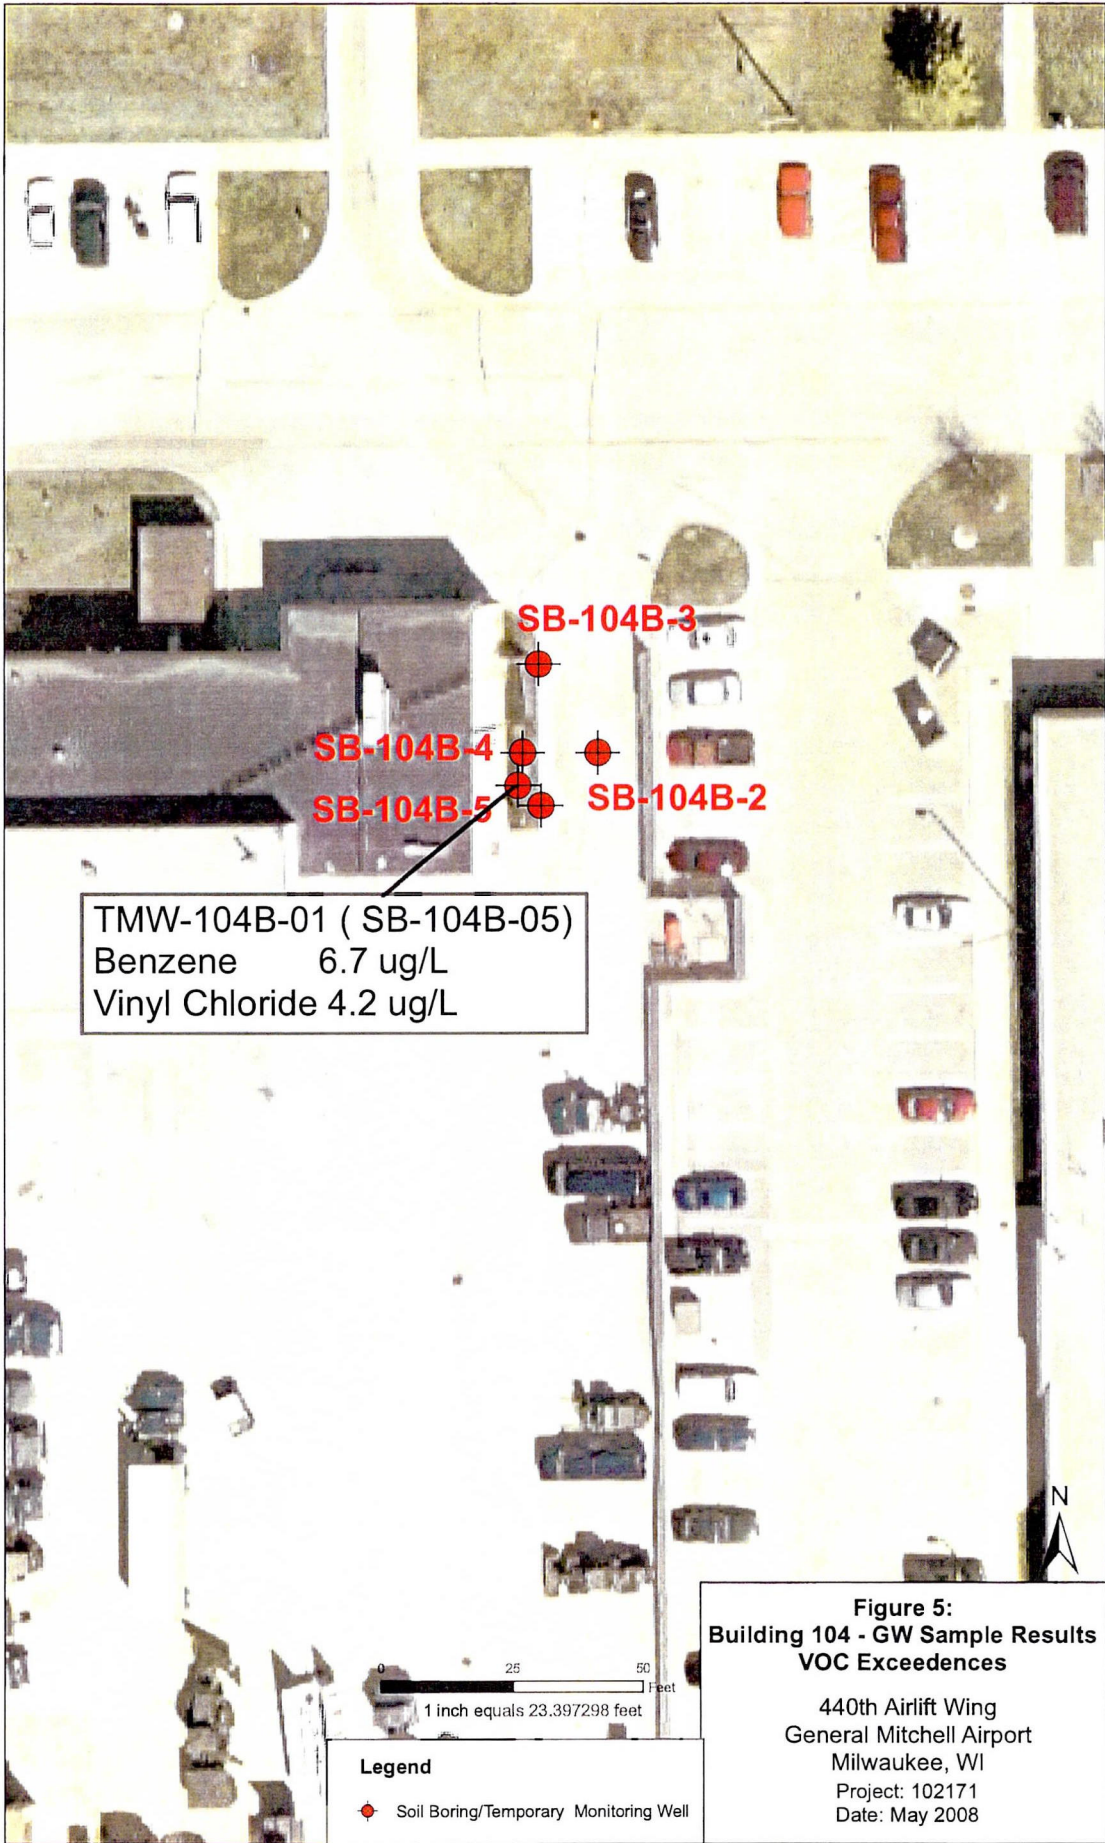 SB-104B-3
SB-104B-4
SB-104B-5
SB-104B-2
TMW-104B-01 ( SB-104B-05)
Benzene 6.7 ug/L
Vinyl Chloride 4.2 ug/L
N
0 25 50
Feet
1 inch equals 23.397298 feet
Legend
Soil Boring/Temporary Monitoring Well
Figure 5:
Building 104 - GW Sample Results
VOC Exceedences
440th Airlift Wing
General Mitchell Airport
Milwaukee, WI
Project: 102171
Date: May 2008